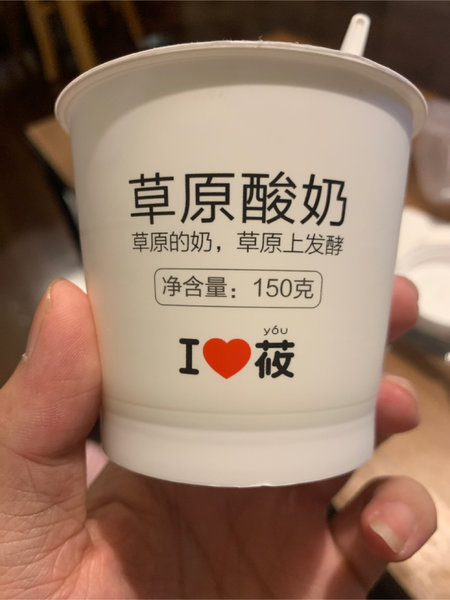 草原酸奶
草原的奶，草原上发酵
净含量：150克
yóu
I❤莜